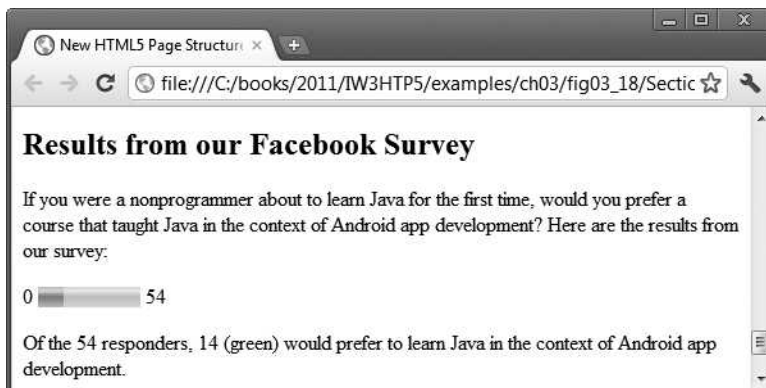 New HTML5 Page Structur
file:///C:/books/2011/IW3HTP5/examples/ch03/fig03_18/Sectic
Results from our Facebook Survey
If you were a nonprogrammer about to learn Java for the first time, would you prefer a
course that taught Java in the context of Android app development? Here are the results from
our survey:
0 54
Of the 54 responders, 14 (green) would prefer to learn Java in the context of Android app
development.